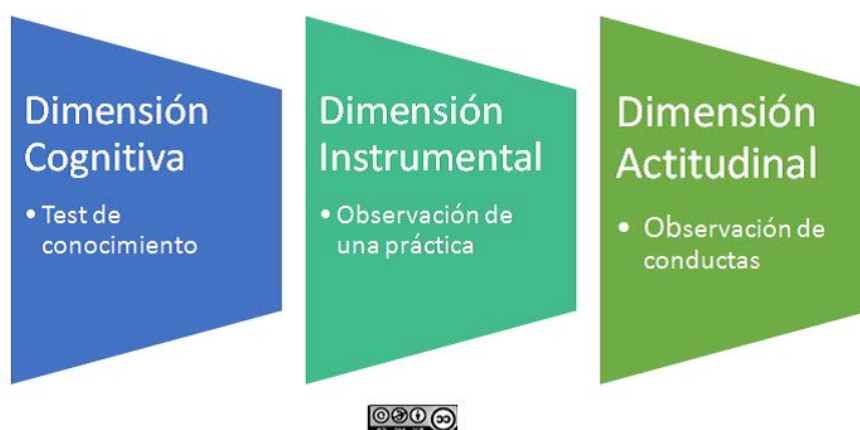 Dimensión
Cognitiva
• Test de
conocimiento
Dimensión
Instrumental
• Observación de
una práctica
Dimensión
Actitudinal
• Observación de
conductas